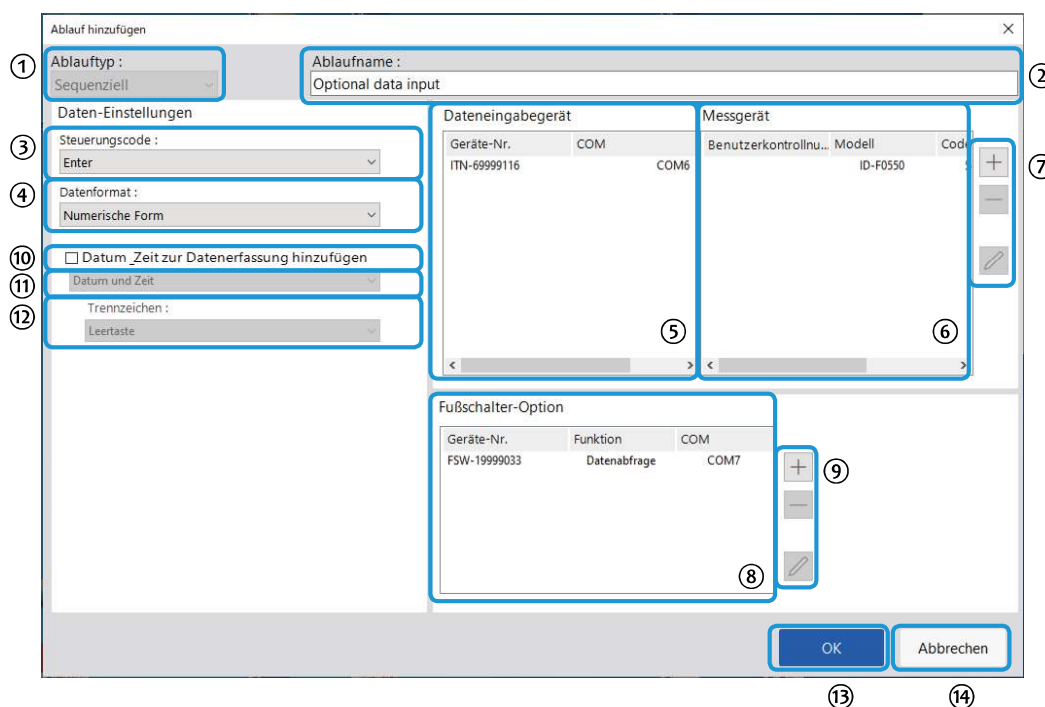 Ablauf hinzufügen
①
Ablauftyp :
Sequenziell
Ablaufname :
Optional data input
②
Daten-Einstellungen
③
Steuerungscode :
Enter
④
Datenformat :
Numerische Form
⑩
Datum _Zeit zur Datenerfassung hinzufügen
⑪
Datum und Zeit
⑫
Trennzeichen :
Leertaste
Dateneingabegerät
Geräte-Nr. COM
ITN-69999116 COM6
⑤
Messgerät
Benutzerkontrollnu... Modell Code
ID-F0550
⑥
⑦
Fußschalter-Option
Geräte-Nr. Funktion COM
FSW-19999033 Datenabfrage COM7
⑧
⑨
OK
Abbrechen
⑬
⑭